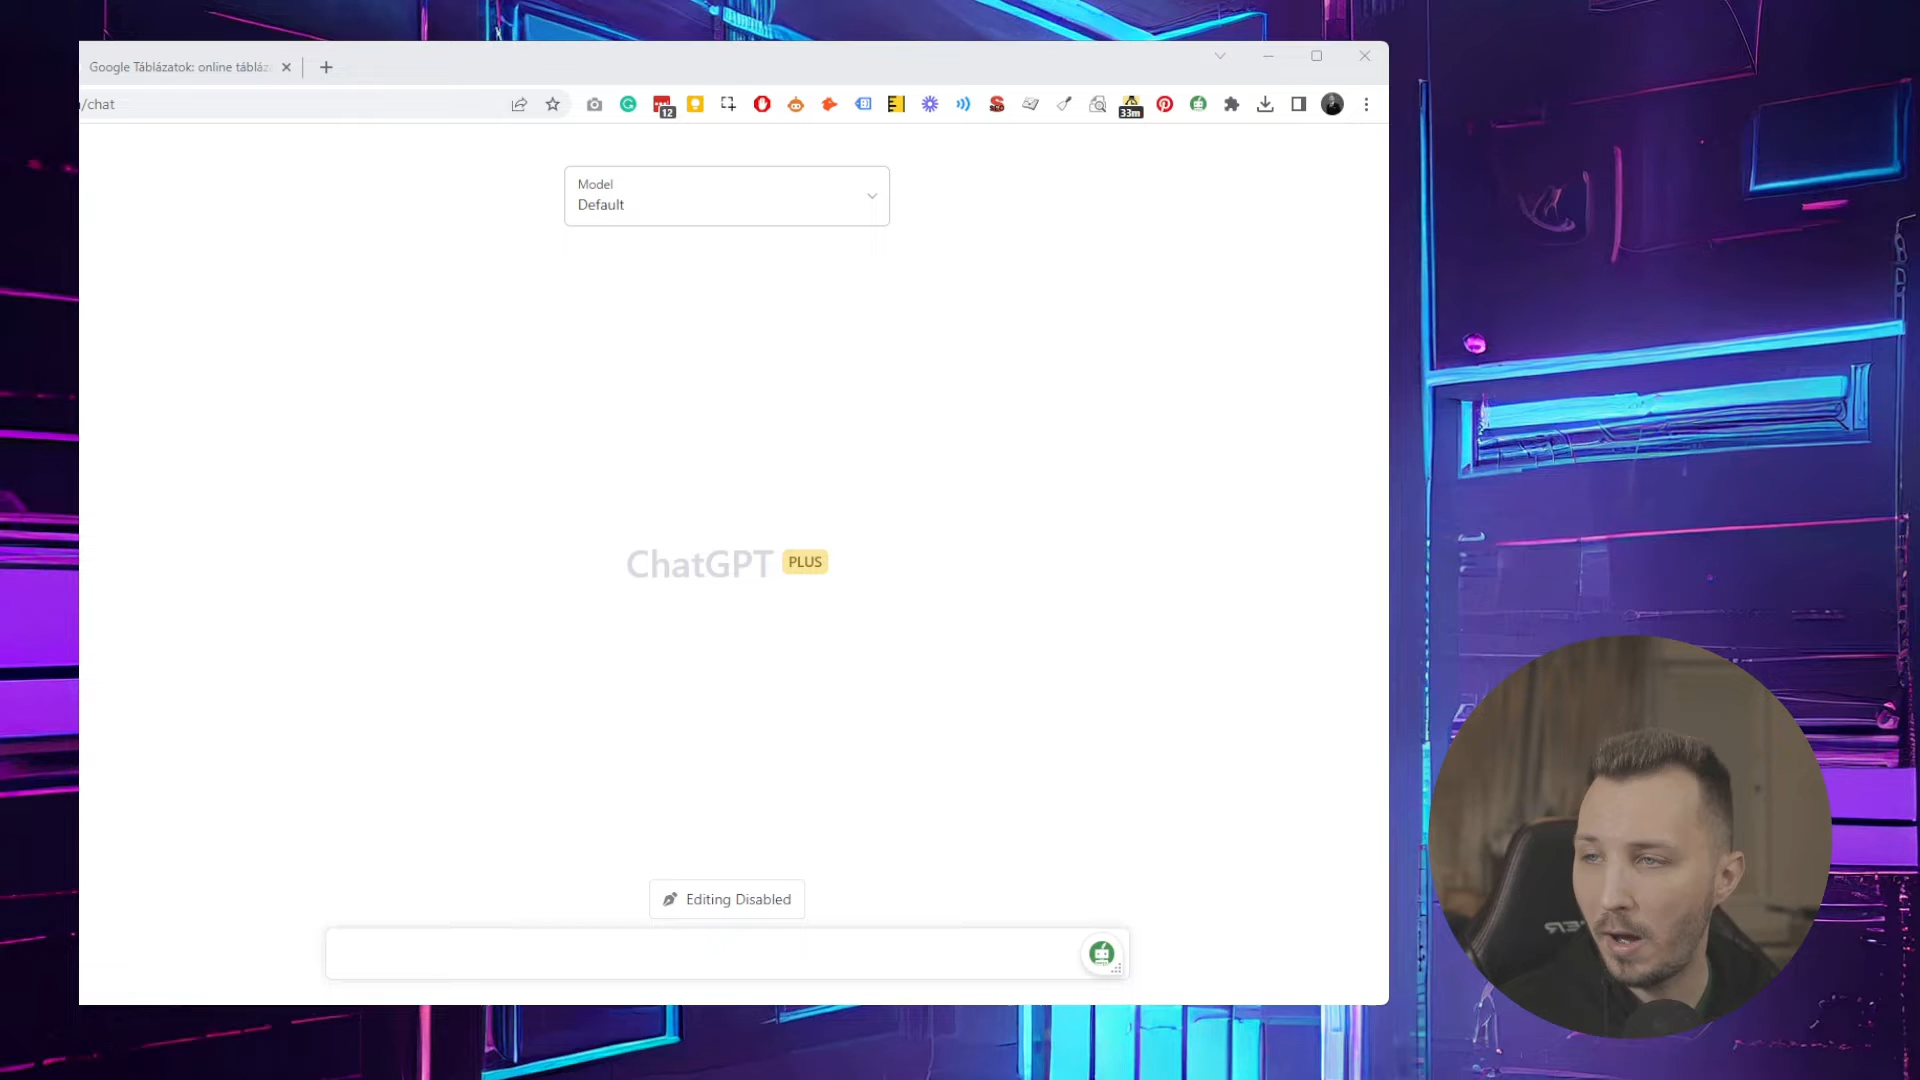 Google Táblázatok: online tábláz
/chat
12
33m
Model
Default
ChatGPT PLUS
Editing Disabled